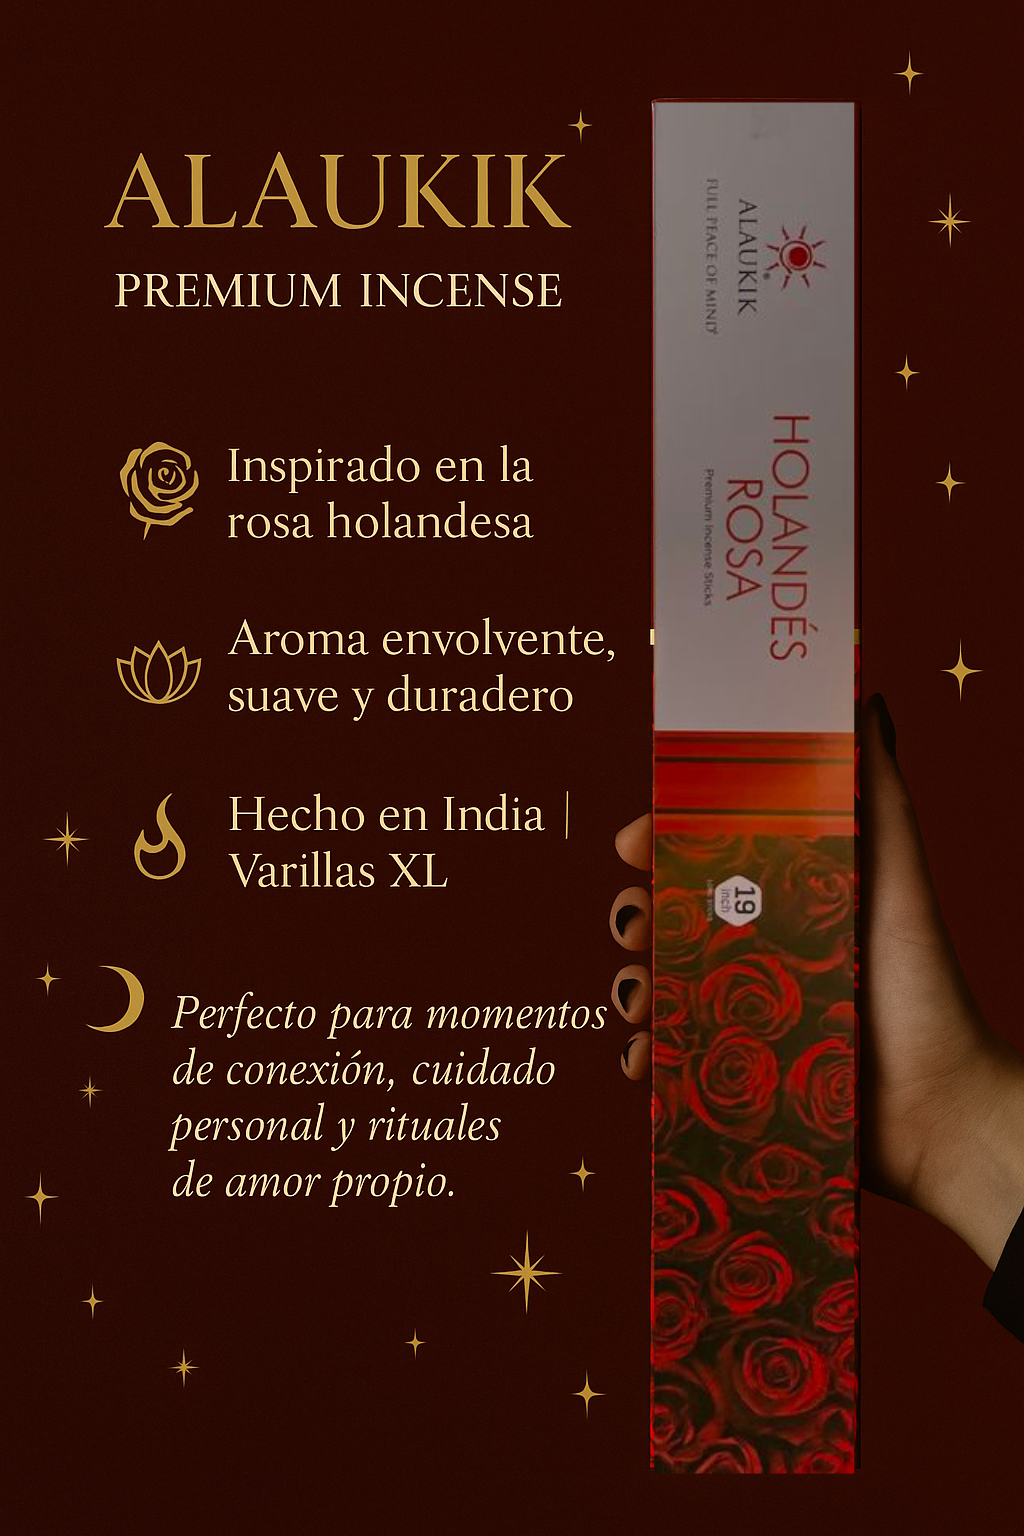 ALAUKIK
PREMIUM INCENSE
Inspirado en la
rosa holandesa
Aroma envolvente,
suave y duradero
Hecho en India |
Varillas XL
Perfecto para momentos
de conexión, cuidado
personal y rituales
de amor propio.
ALAUKIK®
FULL PEACE OF MIND
HOLANDÉS
ROSA
Premium Incense Sticks
19
inch